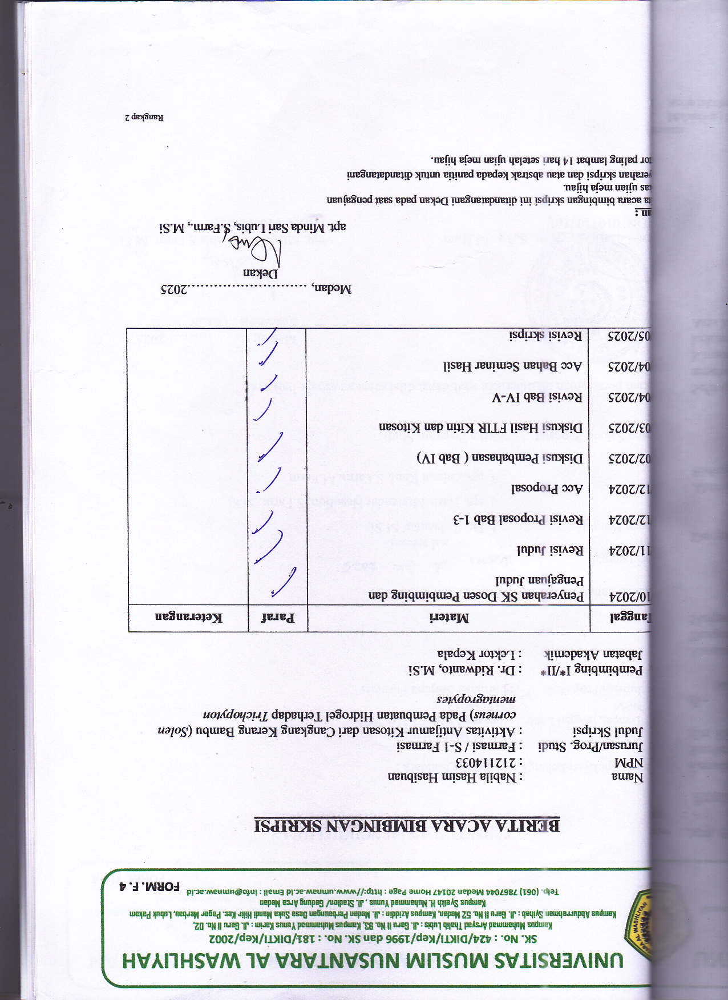 UNIVERSITAS MUSLIM NUSANTARA AL WASHLIYAH
SK. No. : 424/DIKTI/Kep/1996 dan SK. No. : 181/DIKTI/Kep/2002
Kampus Muhammad Arsyad Thalib Lubis : Jl. Garu II No. 93, Kampus Muhammad Yunus Karim : Jl. Garu II No. 02,
Kampus Abdurrahman Syihab : Jl. Garu II No. 52 Medan, Kampus Aziddin : Jl. Medan Perbaungan Desa Suka Mandi Hilir Kec. Pagar Merbau, Lubuk Pakam
Kampus Syeikh H. Muhammad Yunus , Jl. Stadion/ Gedung Arca Medan
Telp. (061) 7867044 Medan 20147 Home Page : http://www.umnaw.ac.id Email : info@umnaw.ac.id
FORM. F. 4
AL WASHLIYAH
BERITA ACARA BIMBINGAN SKRIPSI
Nama : Nabila Hasim Hasibuan
NPM : 212114033
Jurusan/Prog. Studi : Farmasi / S-1 Farmasi
Judul Skripsi : Aktivitas Antijamur Kitosan dari Cangkang Kerang Bambu (Solen
corneus) Pada Pembuatan Hidrogel Terhadap Trichopyton
mentagropytes
Pembimbing I*/II* : Dr. Ridwanto, M.Si
Jabatan Akademik : Lektor Kepala
Tanggal Materi Paraf Keterangan
10/2024 Penyerahan SK Dosen Pembimbing dan
Pengajuan Judul
11/2024 Revisi Judul
12/2024 Revisi Proposal Bab 1-3
12/2024 Acc Proposal
02/2025 Diskusi Pembahasan ( Bab IV)
03/2025 Diskusi Hasil FTIR Kitin dan Kitosan
04/2025 Revisi Bab IV-V
04/2025 Acc Bahan Seminar Hasil
05/2025 Revisi skripsi
Medan, ............................2025
Dekan
apt. Minda Sari Lubis, S.Farm., M.Si
an :
ta acara bimbingan skripsi ini ditandatangani Dekan pada saat pengajuan
tas ujian meja hijau.
yerahan skripsi dan atau abstrak kepada panitia untuk ditandatangani
tor paling lambat 14 hari setelah ujian meja hijau.
Rangkap 2